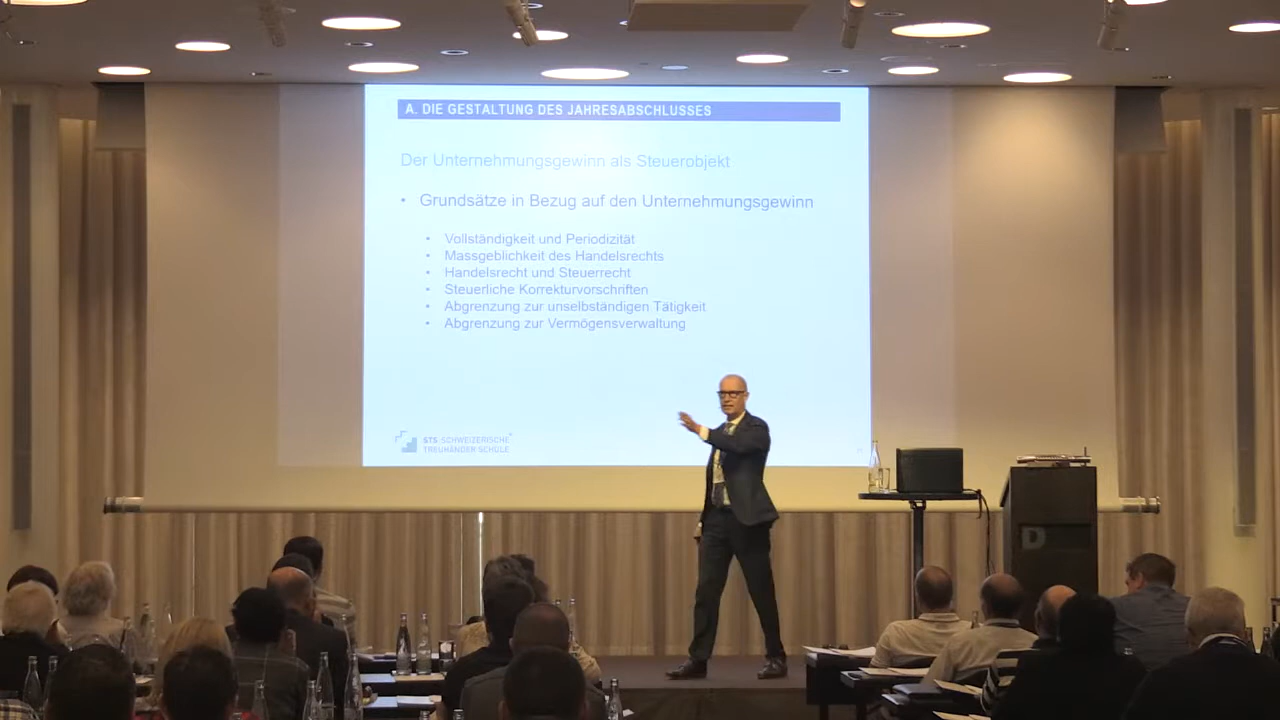 A. DIE GESTALTUNG DES JAHRESABSCHLUSSES
Der Unternehmungsgewinn als Steuerobjekt
• Grundsätze in Bezug auf den Unternehmungsgewinn
• Vollständigkeit und Periodizität
• Massgeblichkeit des Handelsrechts
• Handelsrecht und Steuerrecht
• Steuerliche Korrekturvorschriften
• Abgrenzung zur unselbständigen Tätigkeit
• Abgrenzung zur Vermögensverwaltung
STS SCHWEIZERISCHE
TREUHÄNDER SCHULE
D